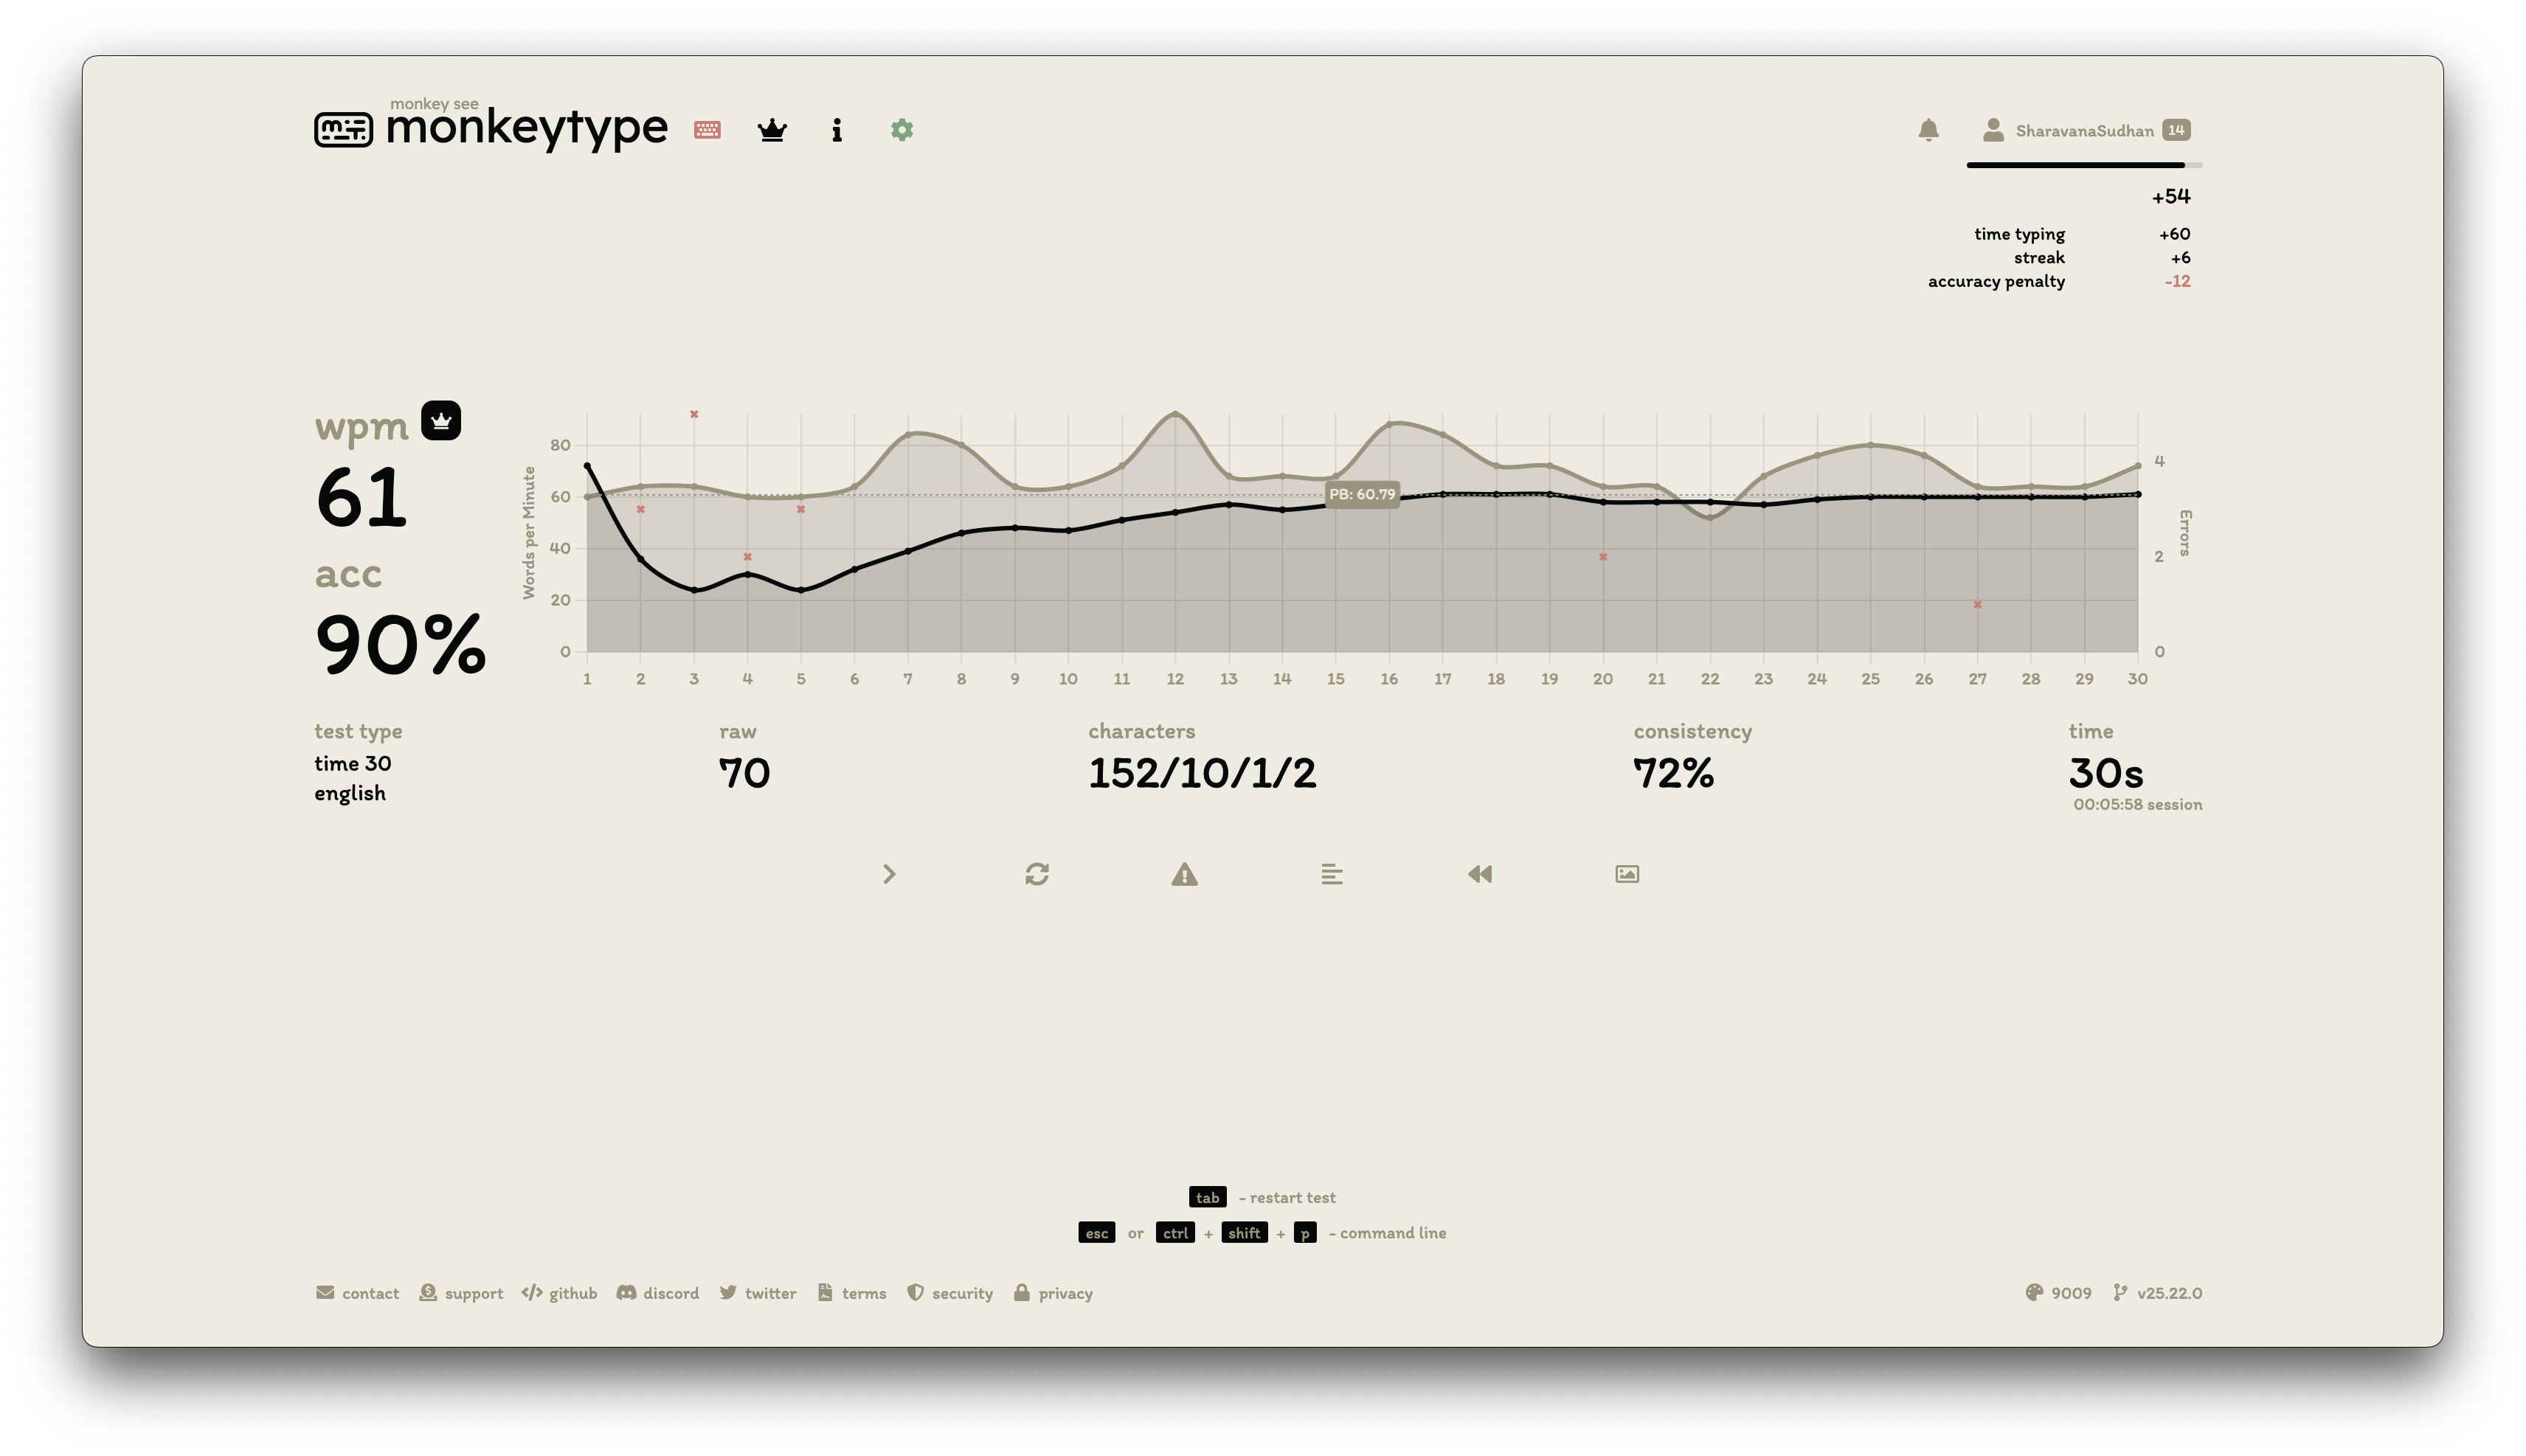 monkey see
monkeytype
SharavanaSudhan 14
+54
time typing +60
streak +6
accuracy penalty -12
wpm
61
acc
90%
Words per Minute
80
60
40
20
0
PB: 60.79
4
2
0
Errors
1 2 3 4 5 6 7 8 9 10 11 12 13 14 15 16 17 18 19 20 21 22 23 24 25 26 27 28 29 30
test type
time 30
english
raw
70
characters
152/10/1/2
consistency
72%
time
30s
00:05:58 session
tab - restart test
esc or ctrl + shift + p - command line
contact support github discord twitter terms security privacy
9009 v25.22.0